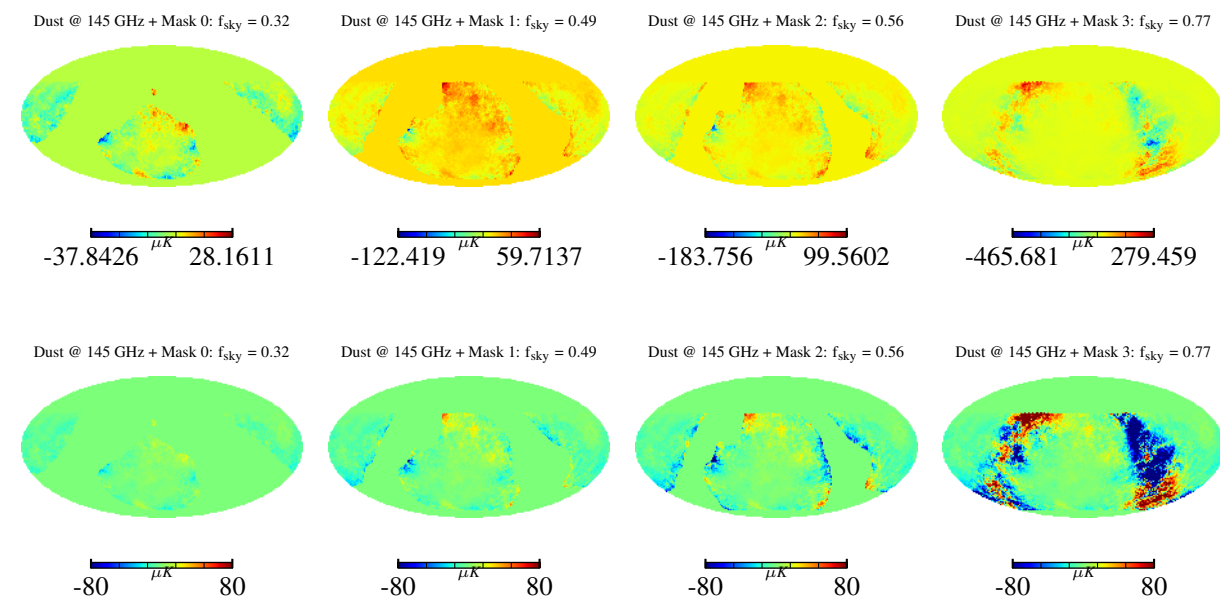 Dust @ 145 GHz + Mask 0: f_sky = 0.32
Dust @ 145 GHz + Mask 1: f_sky = 0.49
Dust @ 145 GHz + Mask 2: f_sky = 0.56
Dust @ 145 GHz + Mask 3: f_sky = 0.77
μK
μK
μK
μK
-37.8426 28.1611
-122.419 59.7137
-183.756 99.5602
-465.681 279.459
Dust @ 145 GHz + Mask 0: f_sky = 0.32
Dust @ 145 GHz + Mask 1: f_sky = 0.49
Dust @ 145 GHz + Mask 2: f_sky = 0.56
Dust @ 145 GHz + Mask 3: f_sky = 0.77
μK
μK
μK
μK
-80 80
-80 80
-80 80
-80 80